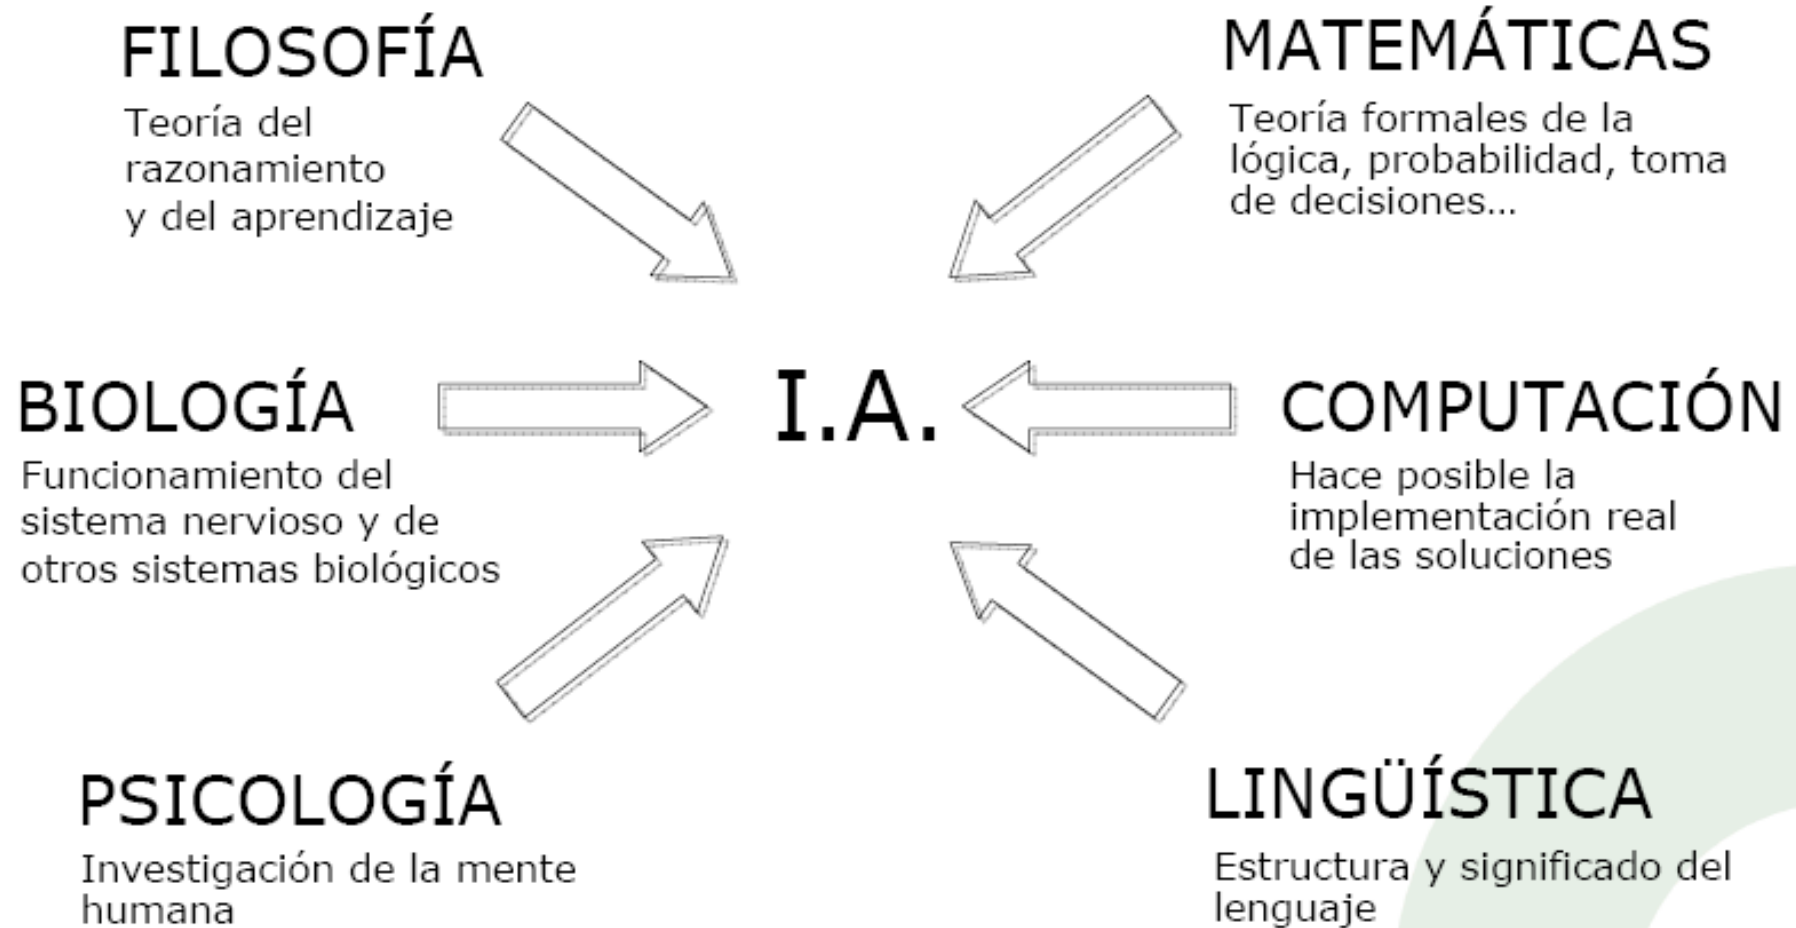 FILOSOFÍA
Teoría del
razonamiento
y del aprendizaje
MATEMÁTICAS
Teoría formales de la
lógica, probabilidad, toma
de decisiones...
BIOLOGÍA
Funcionamiento del
sistema nervioso y de
otros sistemas biológicos
I.A.
COMPUTACIÓN
Hace posible la
implementación real
de las soluciones
PSICOLOGÍA
Investigación de la mente
humana
LINGÜÍSTICA
Estructura y significado del
lenguaje